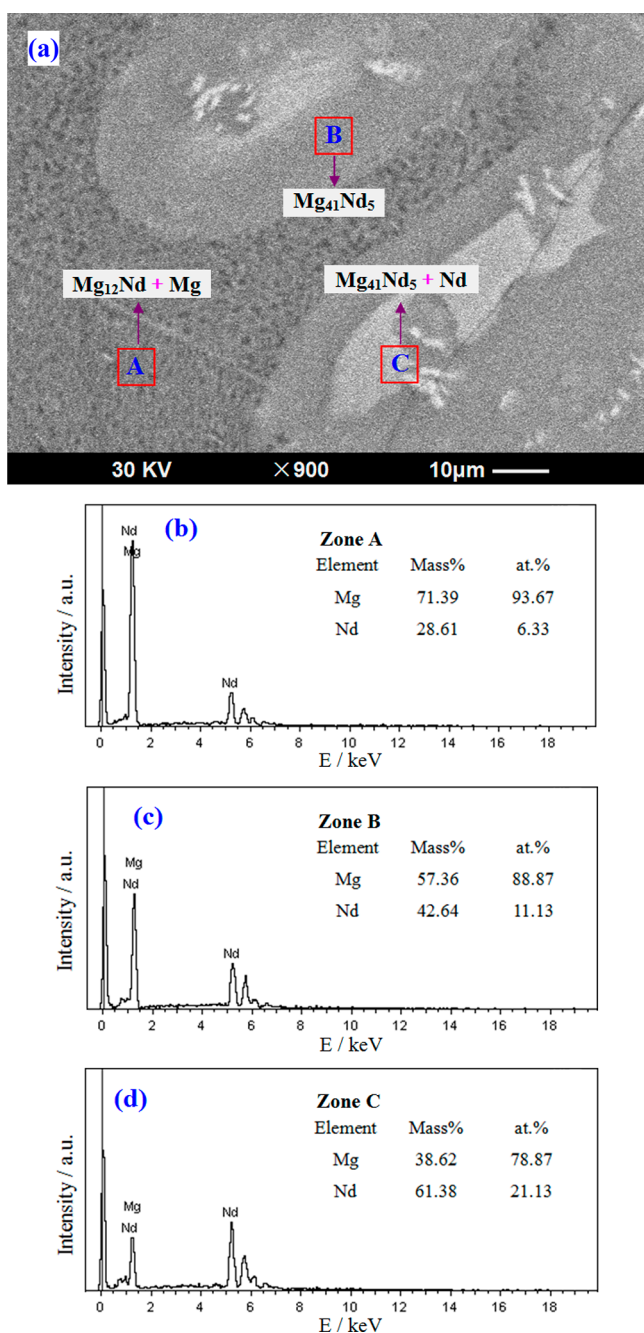 (a)
B
Mg₄₁Nd₅
Mg₁₂Nd + Mg
Mg₄₁Nd₅ + Nd
A
C
30 KV ×900 10μm
(b)
Nd
Mg
Nd
Zone A
Element Mass% at.%
Mg 71.39 93.67
Nd 28.61 6.33
Intensity / a.u.
0 2 4 6 8 10 12 14 16 18
E / keV
(c)
Mg
Nd
Nd
Zone B
Element Mass% at.%
Mg 57.36 88.87
Nd 42.64 11.13
Intensity / a.u.
0 2 4 6 8 10 12 14 16 18
E / keV
(d)
Mg
Nd
Nd
Zone C
Element Mass% at.%
Mg 38.62 78.87
Nd 61.38 21.13
Intensity / a.u.
0 2 4 6 8 10 12 14 16 18
E / keV